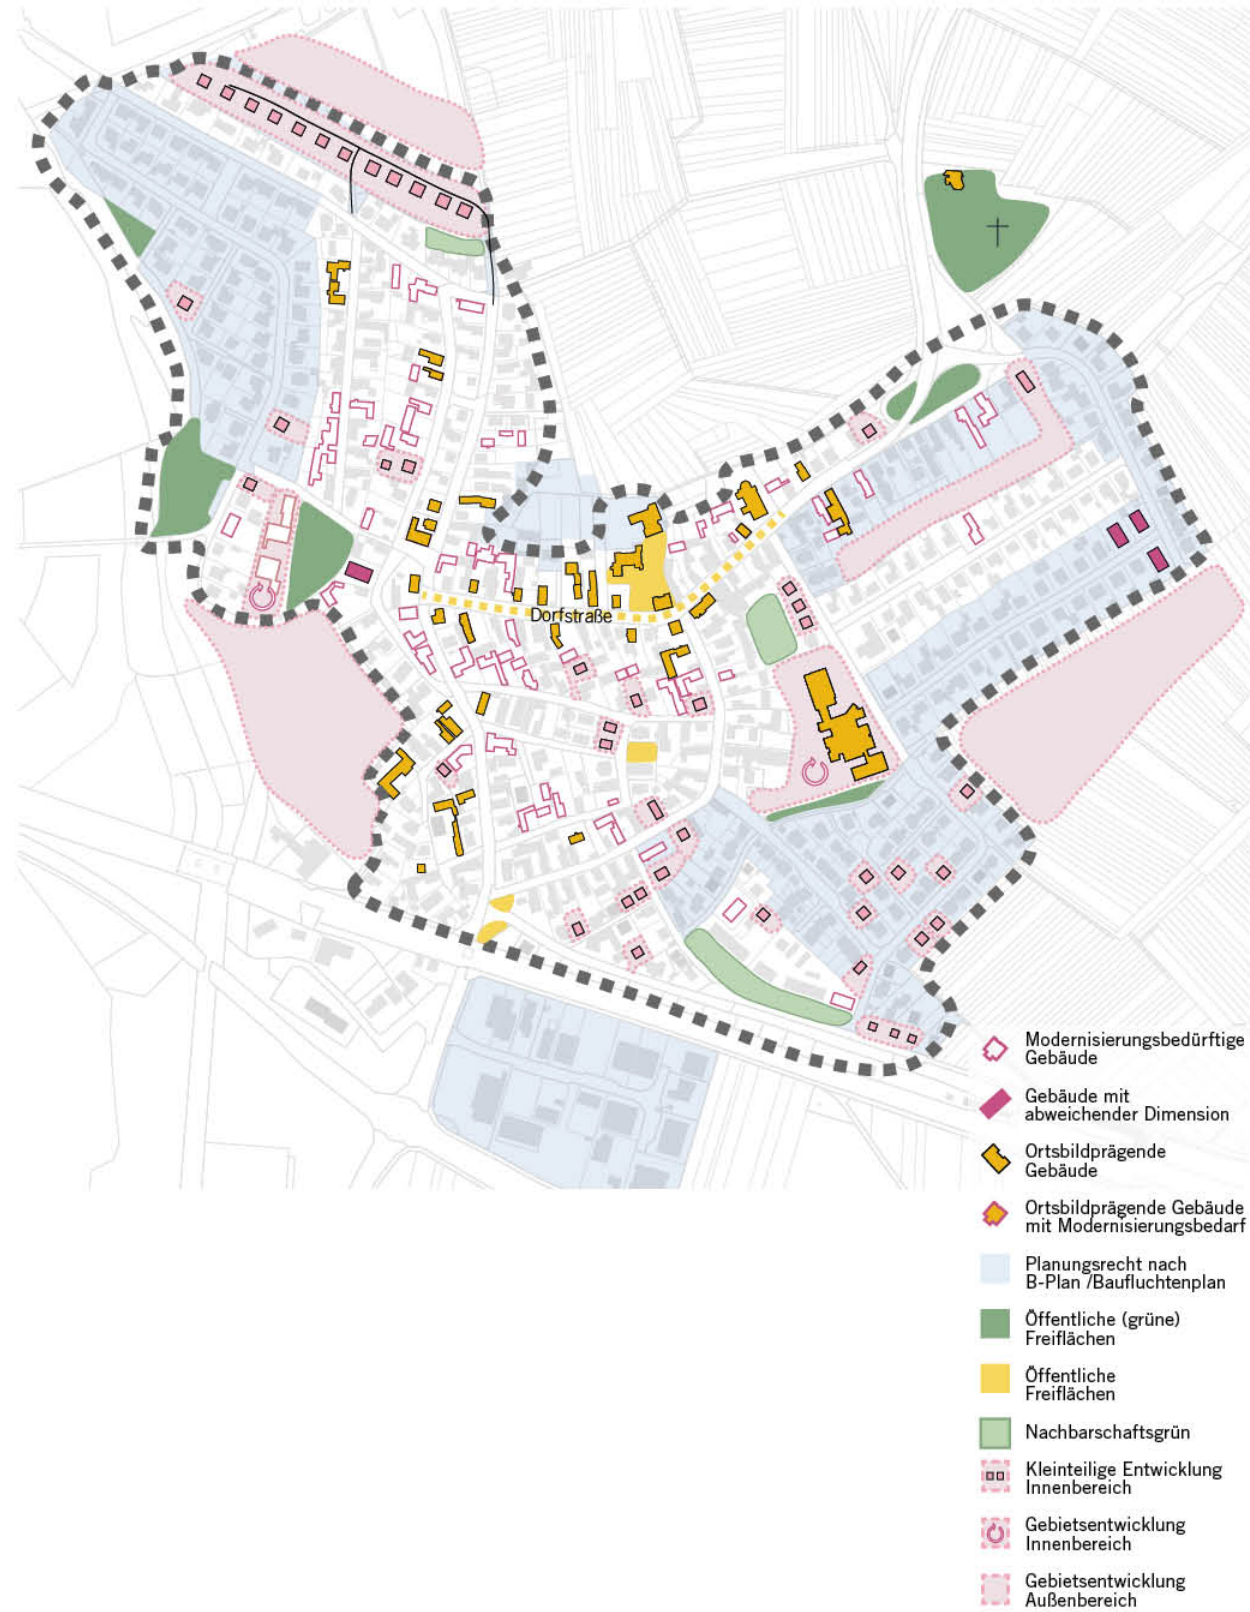 Dorfstraße
Modernisierungsbedürftige
Gebäude
Gebäude mit
abweichender Dimension
Ortsbildprägende
Gebäude
Ortsbildprägende Gebäude
mit Modernisierungsbedarf
Planungsrecht nach
B-Plan /Baufluchtenplan
Öffentliche (grüne)
Freiflächen
Öffentliche
Freiflächen
Nachbarschaftsgrün
Kleinteilige Entwicklung
Innenbereich
Gebietsentwicklung
Innenbereich
Gebietsentwicklung
Außenbereich